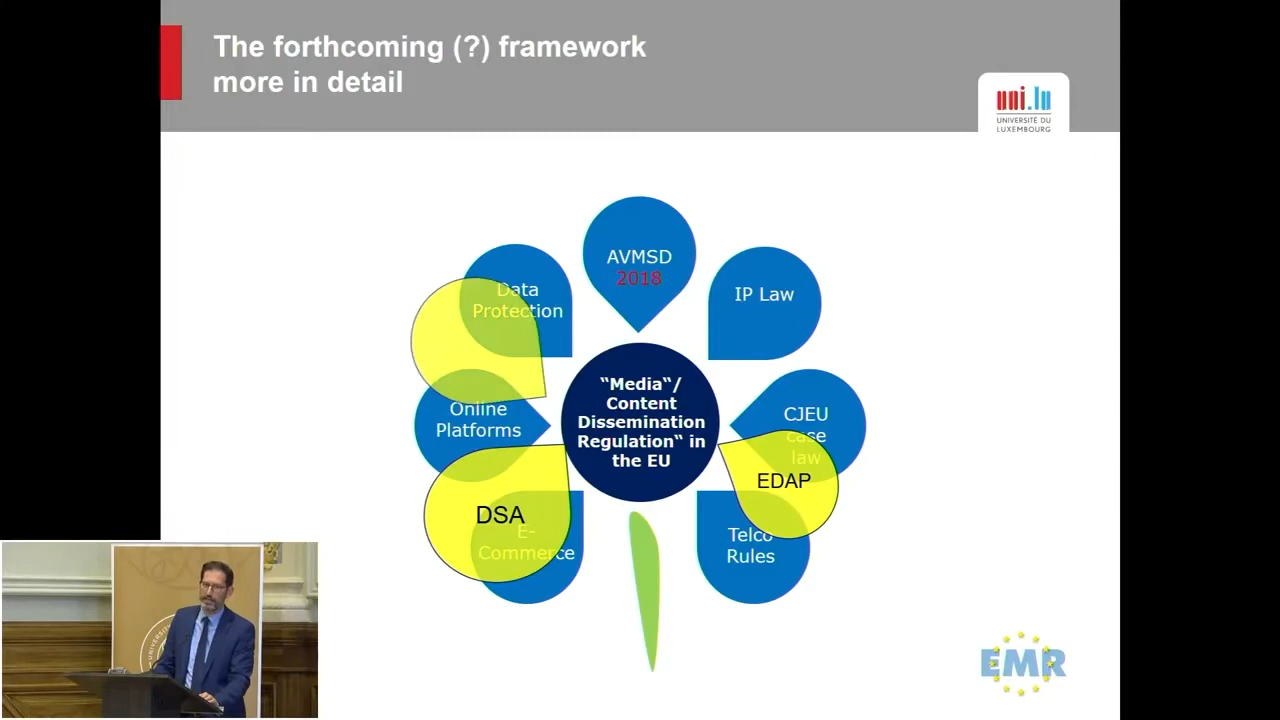 The forthcoming (?) framework
more in detail
uni.lu
UNIVERSITÉ DU
LUXEMBOURG
AVMSD
2018
Data
Protection
IP Law
Online
Platforms
“Media“/
Content
Dissemination
Regulation“ in
the EU
CJEU
case
law
EDAP
DSA
E-
Commerce
Telco
Rules
EMR